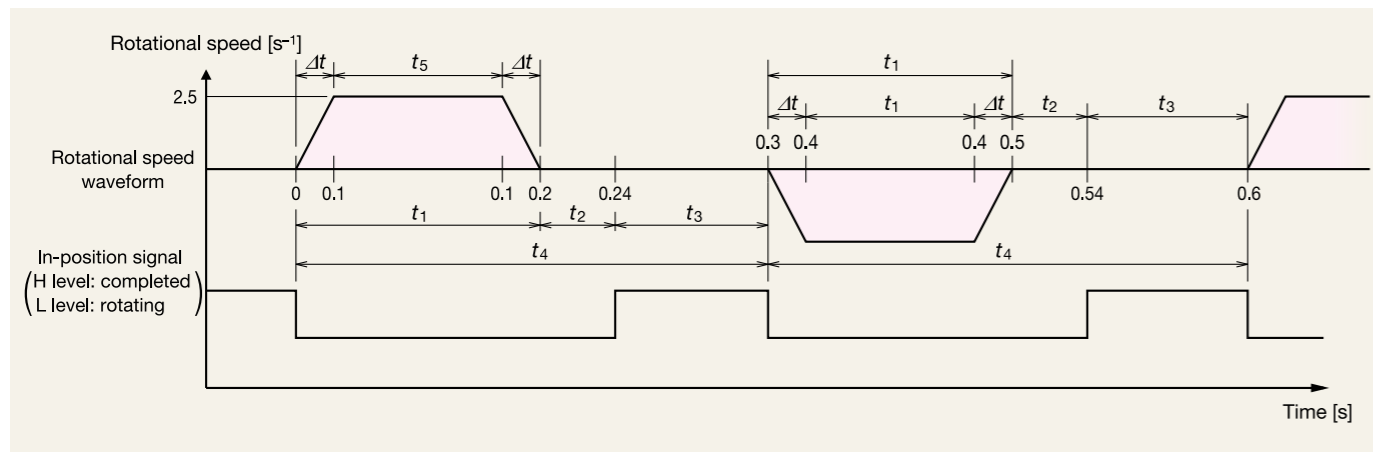 Rotational speed [s⁻¹]
Δt t5 Δt
t1
2.5
Δt t1 Δt t2 t3
0.3 0.4 0.4 0.5
Rotational speed
waveform
0 0.1 0.1 0.2 0.24
0.54 0.6
t1 t2 t3
In-position signal
t4 t4
(H level: completed
L level: rotating)
Time [s]